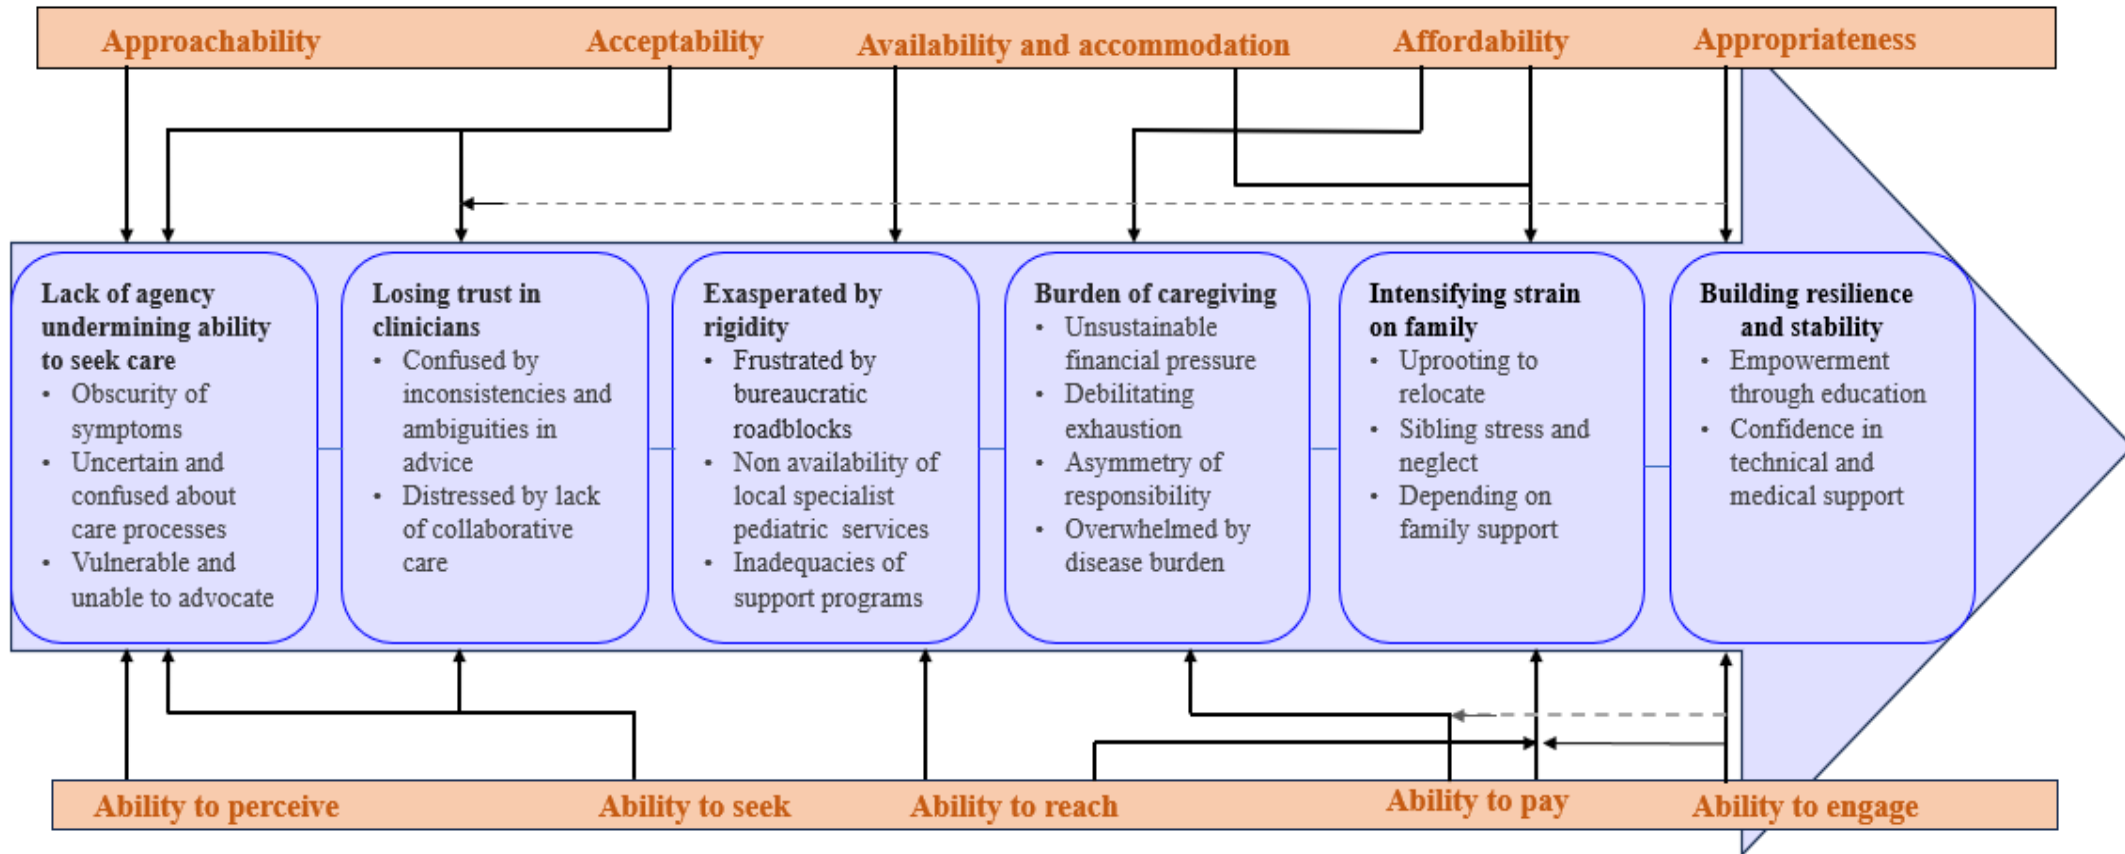 Approachability
Acceptability
Availability and accommodation
Affordability
Appropriateness
Lack of agency
undermining ability
to seek care
• Obscurity of
symptoms
• Uncertain and
confused about
care processes
• Vulnerable and
unable to advocate
Losing trust in
clinicians
• Confused by
inconsistencies and
ambiguities in
advice
• Distressed by lack
of collaborative
care
Exasperated by
rigidity
• Frustrated by
bureaucratic
roadblocks
• Non availability of
local specialist
pediatric services
• Inadequacies of
support programs
Burden of caregiving
• Unsustainable
financial pressure
• Debilitating
exhaustion
• Asymmetry of
responsibility
• Overwhelmed by
disease burden
Intensifying strain
on family
• Uprooting to
relocate
• Sibling stress and
neglect
• Depending on
family support
Building resilience
and stability
• Empowerment
through education
• Confidence in
technical and
medical support
Ability to perceive
Ability to seek
Ability to reach
Ability to pay
Ability to engage